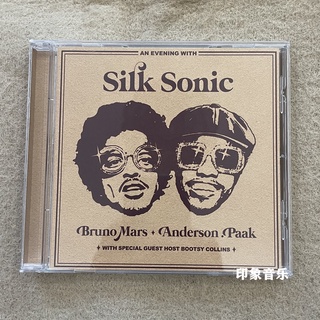 AN EVENING WITH
Silk Sonic
Bruno Mars + Anderson .Paak
+ WITH SPECIAL GUEST HOST BOOTSY COLLINS +
印象音乐